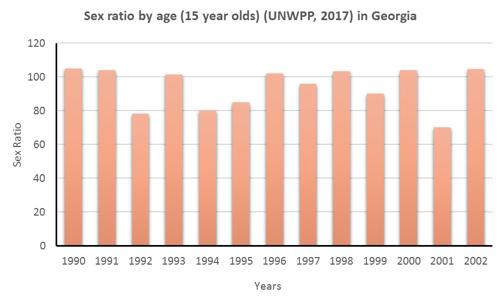 Sex ratio by age (15 year olds) (UNWPP, 2017) in Georgia
120
100
80
60
40
20
0
Sex Ratio
1990 1991 1992 1993 1994 1995 1996 1997 1998 1999 2000 2001 2002
Years